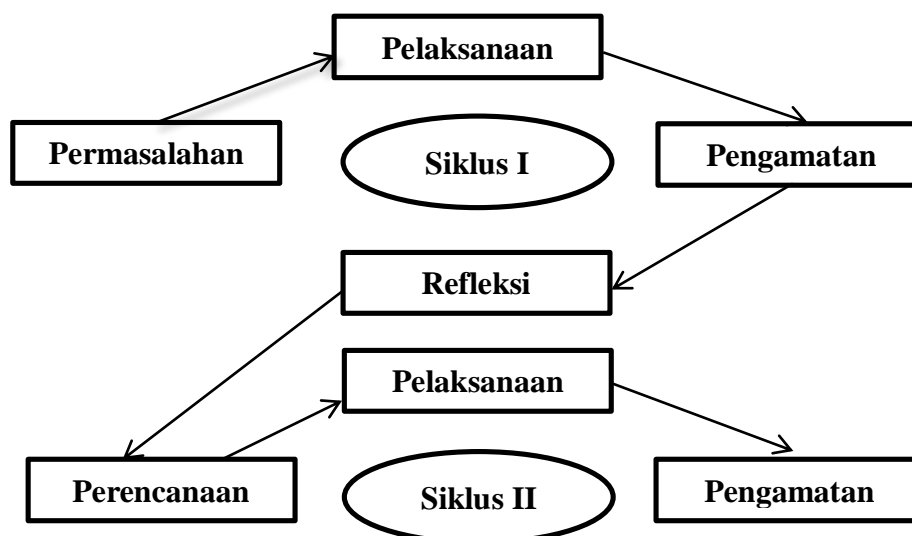 Pelaksanaan
Permasalahan
Siklus I
Pengamatan
Refleksi
Pelaksanaan
Perencanaan
Siklus II
Pengamatan